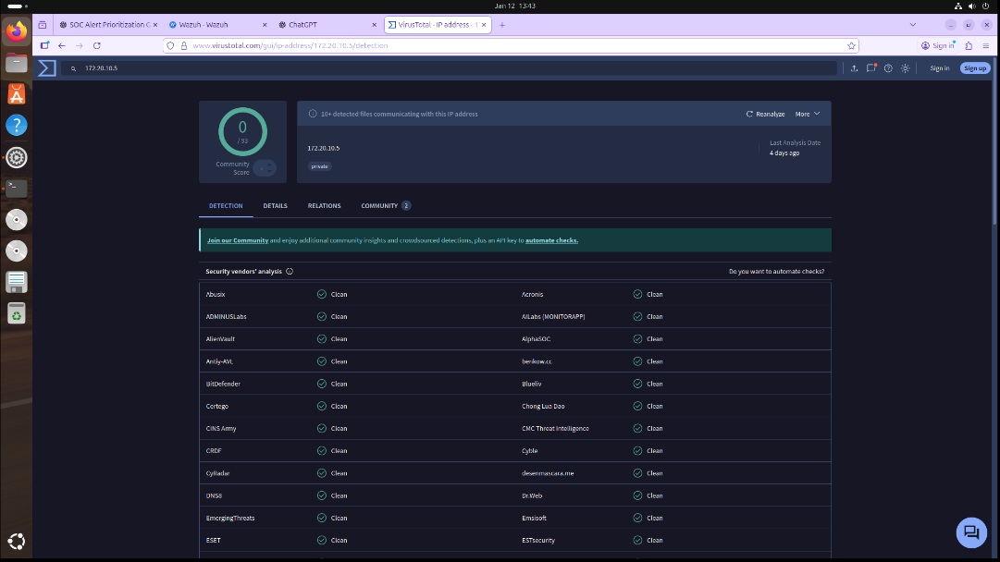 Jan 12 13:43
SOC Alert Prioritization G
Wazuh - Wazuh
ChatGPT
VirusTotal - IP address - 1
www.virustotal.com/gui/ip-address/172.20.10.5/detection
Sign in
172.20.10.5
Sign in
Sign up
0
/ 93
Community
Score
-
10+ detected files communicating with this IP address
Reanalyze
More
172.20.10.5
private
Last Analysis Date
4 days ago
DETECTION
DETAILS
RELATIONS
COMMUNITY 2
Join our Community and enjoy additional community insights and crowdsourced detections, plus an API key to automate checks.
Security vendors' analysis
Do you want to automate checks?
Abusix Clean Acronis Clean
ADMINUSLabs Clean AILabs (MONITORAPP) Clean
AlienVault Clean AlphaSOC Clean
Antiy-AVL Clean benkow.cc Clean
BitDefender Clean Blueliv Clean
Certego Clean Chong Lua Dao Clean
CINS Army Clean CMC Threat Intelligence Clean
CRDF Clean Cyble Clean
CyRadar Clean desenmascara.me Clean
DNS8 Clean Dr.Web Clean
EmergingThreats Clean Emsisoft Clean
ESET Clean ESTsecurity Clean